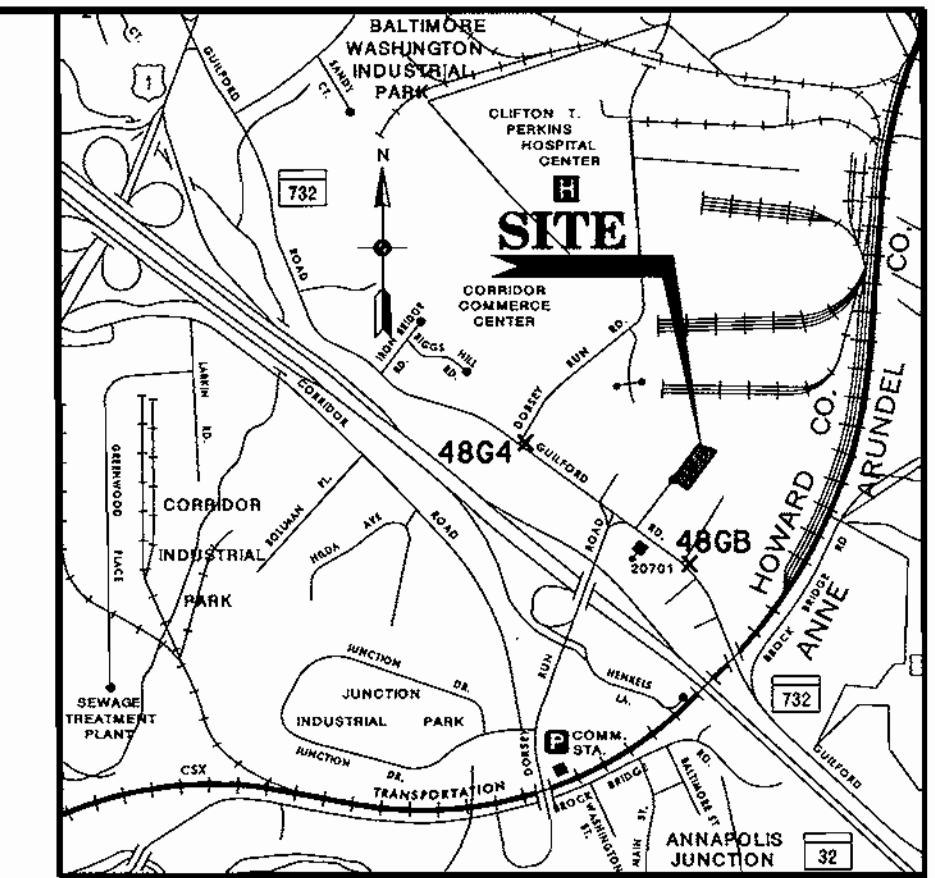 BALTIMORE
WASHINGTON
INDUSTRIAL
PARK
CT.
1
GUILFORD
SANDY
CT.
CLIFTON T.
PERKINS
HOSPITAL
CENTER
H
N
732
SITE
ROAD
CORRIDOR
COMMERCE
CENTER
IRON BRIDGE
RD.
BIGGS HILL
RD.
DORSEY RUN RD.
LARKIN RD.
CORRIDOR
ROAD
48G4
GUILFORD
RD.
48GB
20701
HOWARD CO.
ANNE ARUNDEL CO.
GREENWOOD PLACE
CORRIDOR
INDUSTRIAL
PARK
BOLLMAN PL.
HILDA AVE
DORSEY RUN ROAD
BROCK BRIDGE RD
HENKELS
LA.
732
GUILFORD
JUNCTION DR.
JUNCTION
INDUSTRIAL PARK
JUNCTION DR.
SEWAGE
TREATMENT
PLANT
P
COMM.
STA.
CSX TRANSPORTATION
BROCK BRIDGE RD.
WASHINGTON ST.
MAIN ST.
BALTIMORE ST
ANNAPOLIS
JUNCTION
32